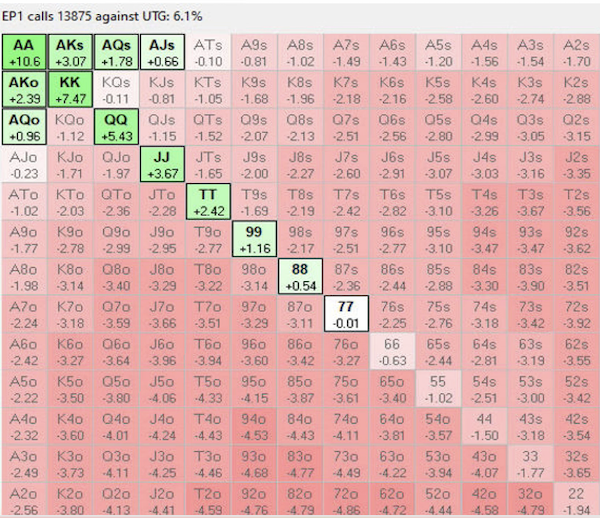 EP1 calls 13875 against UTG: 6.1%
AA AKs AQs AJs ATs A9s A8s A7s A6s A5s A4s A3s A2s
+10.6 +3.07 +1.78 +0.66 -0.10 -0.81 -1.02 -1.49 -1.43 -1.20 -1.56 -1.54 -1.70
AKo KK KQs KJs KTs K9s K8s K7s K6s K5s K4s K3s K2s
+2.39 +7.47 -0.11 -0.81 -1.05 -1.68 -1.96 -2.18 -2.16 -2.58 -2.60 -2.74 -2.88
AQo KQo QQ QJs QTs Q9s Q8s Q7s Q6s Q5s Q4s Q3s Q2s
+0.96 -1.12 +5.43 -1.15 -1.52 -2.07 -2.13 -2.51 -2.56 -2.80 -2.99 -3.05 -3.15
AJo KJo QJo JJ JTs J9s J8s J7s J6s J5s J4s J3s J2s
-0.23 -1.71 -1.97 +3.67 -1.65 -2.00 -2.27 -2.60 -2.91 -3.07 -3.03 -3.16 -3.35
ATo KTo QTo JTo TT T9s T8s T7s T6s T5s T4s T3s T2s
-1.02 -2.03 -2.36 -2.28 +2.42 -1.69 -2.19 -2.42 -2.82 -3.10 -3.26 -3.67 -3.56
A9o K9o Q9o J9o T9o 99 98s 97s 96s 95s 94s 93s 92s
-1.77 -2.78 -2.99 -2.95 -2.77 +1.16 -2.17 -2.51 -2.77 -3.10 -3.47 -3.47 -3.62
A8o K8o Q8o J8o T8o 98o 88 87s 86s 85s 84s 83s 82s
-1.98 -3.14 -3.40 -3.29 -3.22 -3.14 +0.54 -2.36 -2.44 -2.88 -3.30 -3.90 -3.51
A7o K7o Q7o J7o T7o 97o 87o 77 76s 75s 74s 73s 72s
-2.24 -3.18 -3.59 -3.66 -3.51 -3.29 -3.11 -0.01 -2.25 -2.76 -3.18 -3.42 -3.92
A6o K6o Q6o J6o T6o 96o 86o 76o 66 65s 64s 63s 62s
-2.42 -3.27 -3.64 -3.96 -3.94 -3.60 -3.42 -3.27 -0.63 -2.44 -2.81 -3.19 -3.55
A5o K5o Q5o J5o T5o 95o 85o 75o 65o 55 54s 53s 52s
-2.22 -3.50 -3.80 -4.06 -4.33 -4.15 -3.87 -3.61 -3.40 -1.02 -2.51 -3.00 -3.42
A4o K4o Q4o J4o T4o 94o 84o 74o 64o 54o 44 43s 42s
-2.32 -3.60 -4.01 -4.24 -4.43 -4.53 -4.43 -4.11 -3.81 -3.57 -1.50 -3.18 -3.54
A3o K3o Q3o J3o T3o 93o 83o 73o 63o 53o 43o 33 32s
-2.49 -3.73 -4.11 -4.25 -4.46 -4.68 -4.77 -4.49 -4.22 -3.94 -4.07 -1.77 -3.65
A2o K2o Q2o J2o T2o 92o 82o 72o 62o 52o 42o 32o 22
-2.56 -3.80 -4.13 -4.41 -4.59 -4.76 -4.79 -4.86 -4.72 -4.44 -4.58 -4.79 -1.94